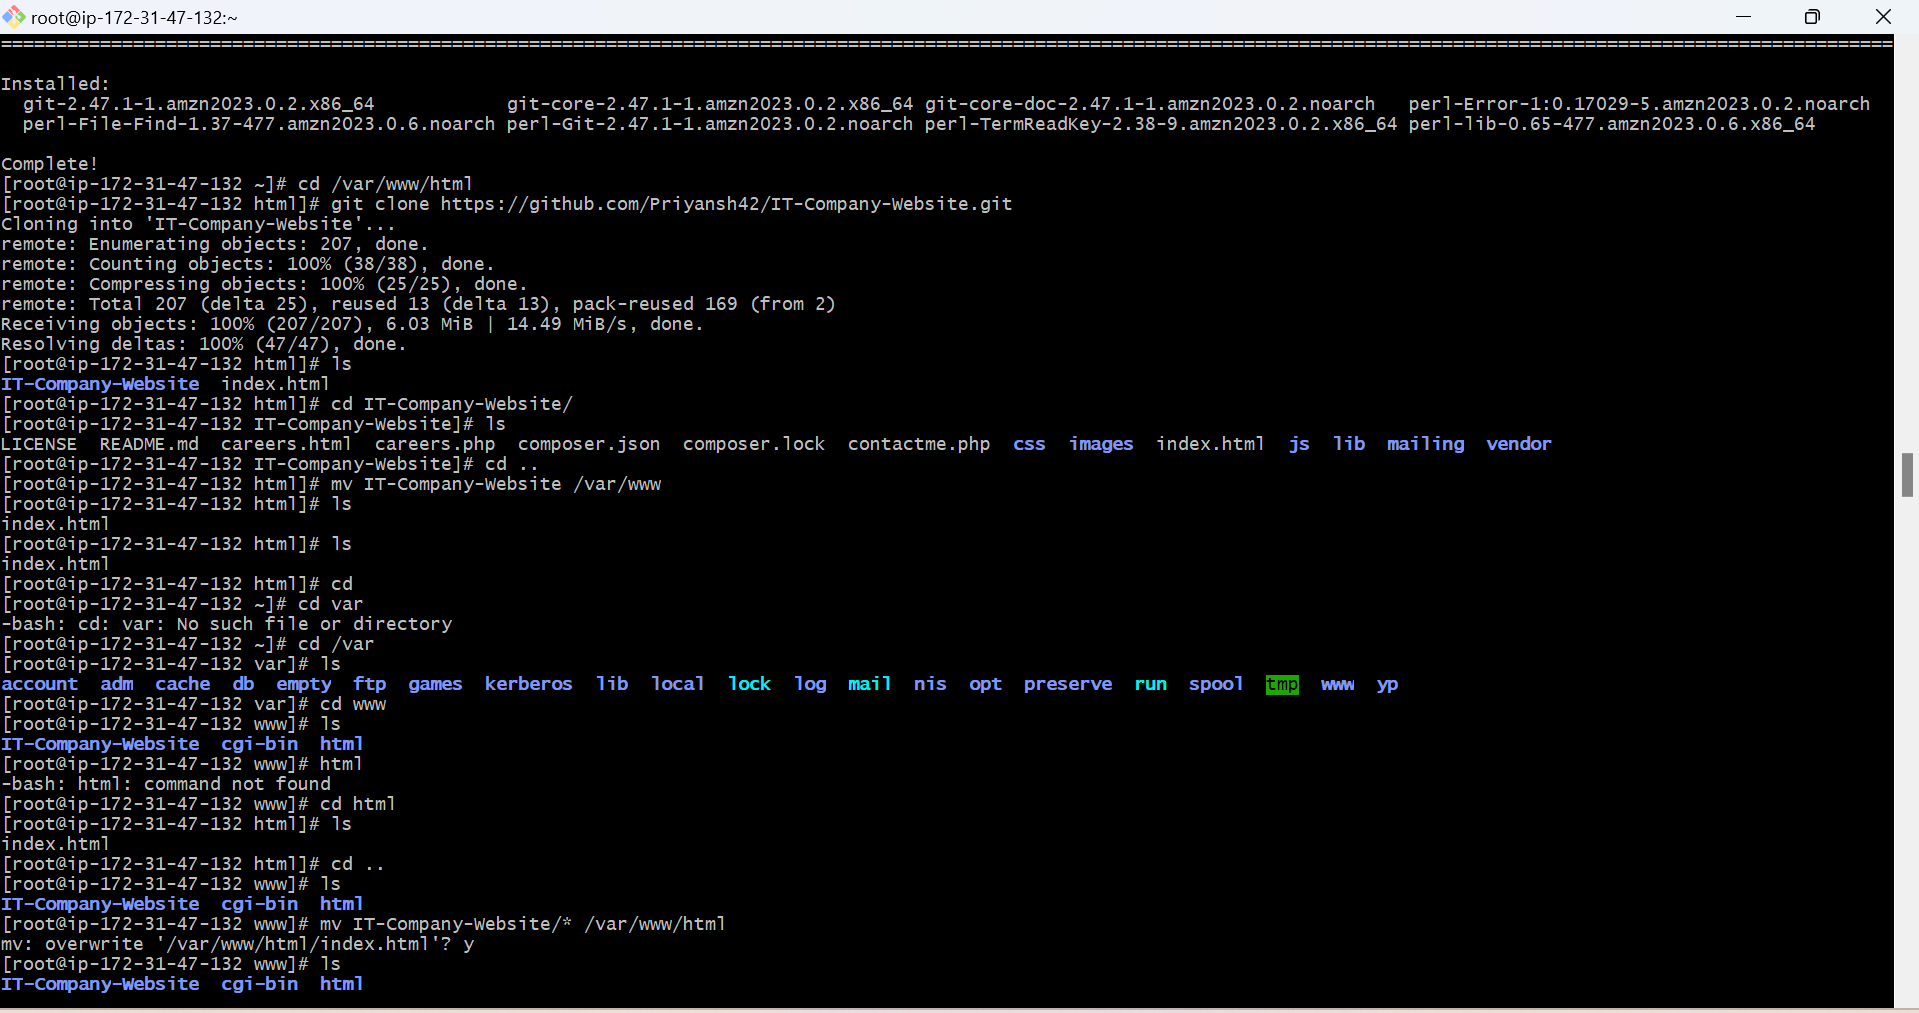 root@ip-172-31-47-132:~
================================================================================
Installed:
  git-2.47.1-1.amzn2023.0.2.x86_64            git-core-2.47.1-1.amzn2023.0.2.x86_64 git-core-doc-2.47.1-1.amzn2023.0.2.noarch   perl-Error-1:0.17029-5.amzn2023.0.2.noarch
  perl-File-Find-1.37-477.amzn2023.0.6.noarch perl-Git-2.47.1-1.amzn2023.0.2.noarch perl-TermReadKey-2.38-9.amzn2023.0.2.x86_64 perl-lib-0.65-477.amzn2023.0.6.x86_64
Complete!
[root@ip-172-31-47-132 ~]# cd /var/www/html
[root@ip-172-31-47-132 html]# git clone https://github.com/Priyansh42/IT-Company-Website.git
Cloning into 'IT-Company-Website'...
remote: Enumerating objects: 207, done.
remote: Counting objects: 100% (38/38), done.
remote: Compressing objects: 100% (25/25), done.
remote: Total 207 (delta 25), reused 13 (delta 13), pack-reused 169 (from 2)
Receiving objects: 100% (207/207), 6.03 MiB | 14.49 MiB/s, done.
Resolving deltas: 100% (47/47), done.
[root@ip-172-31-47-132 html]# ls
IT-Company-Website  index.html
[root@ip-172-31-47-132 html]# cd IT-Company-Website/
[root@ip-172-31-47-132 IT-Company-Website]# ls
LICENSE  README.md  careers.html  careers.php  composer.json  composer.lock  contactme.php  css  images  index.html  js  lib  mailing  vendor
[root@ip-172-31-47-132 IT-Company-Website]# cd ..
[root@ip-172-31-47-132 html]# mv IT-Company-Website /var/www
[root@ip-172-31-47-132 html]# ls
index.html
[root@ip-172-31-47-132 html]# ls
index.html
[root@ip-172-31-47-132 html]# cd
[root@ip-172-31-47-132 ~]# cd var
-bash: cd: var: No such file or directory
[root@ip-172-31-47-132 ~]# cd /var
[root@ip-172-31-47-132 var]# ls
account  adm  cache  db  empty  ftp  games  kerberos  lib  local  lock  log  mail  nis  opt  preserve  run  spool  tmp  www  yp
[root@ip-172-31-47-132 var]# cd www
[root@ip-172-31-47-132 www]# ls
IT-Company-Website  cgi-bin  html
[root@ip-172-31-47-132 www]# html
-bash: html: command not found
[root@ip-172-31-47-132 www]# cd html
[root@ip-172-31-47-132 html]# ls
index.html
[root@ip-172-31-47-132 html]# cd ..
[root@ip-172-31-47-132 www]# ls
IT-Company-Website  cgi-bin  html
[root@ip-172-31-47-132 www]# mv IT-Company-Website/* /var/www/html
mv: overwrite '/var/www/html/index.html'? y
[root@ip-172-31-47-132 www]# ls
IT-Company-Website  cgi-bin  html